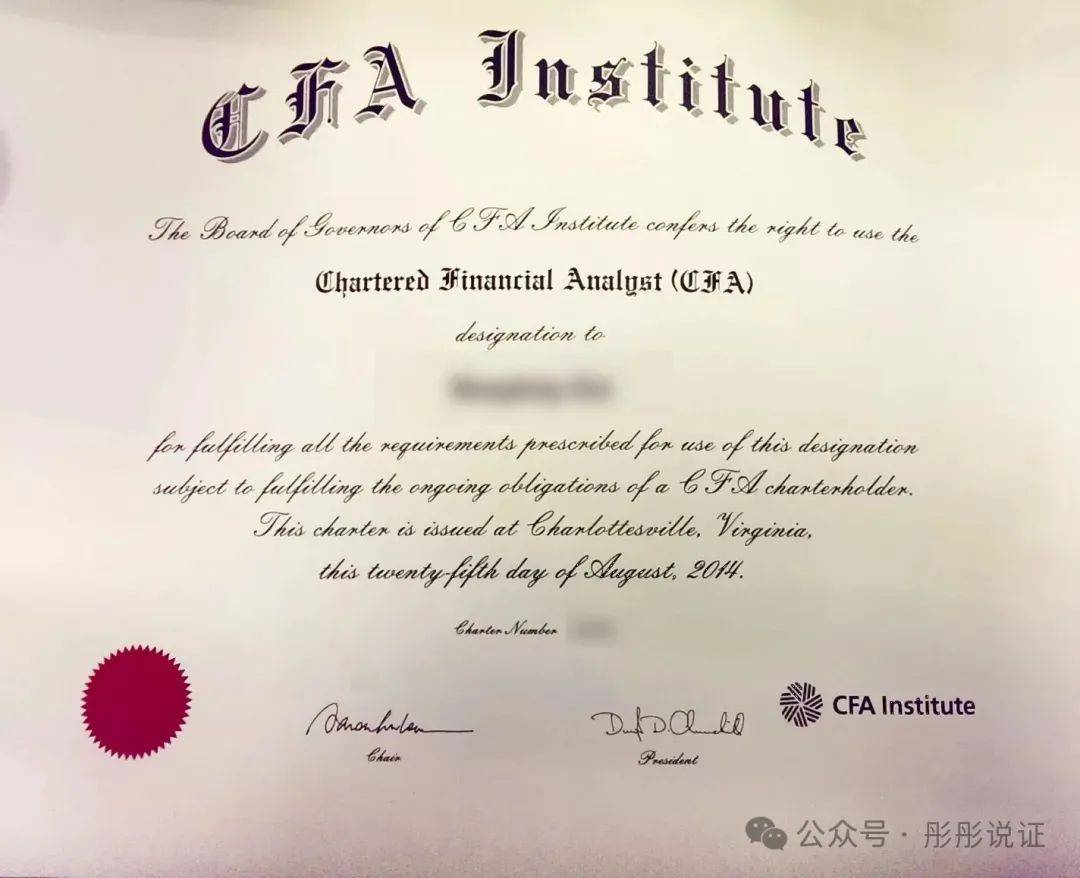 CFA Institute
The Board of Governors of CFA Institute confers the right to use the
Chartered Financial Analyst (CFA)
designation to
for fulfilling all the requirements prescribed for use of this designation
subject to fulfilling the ongoing obligations of a CFA charterholder.
This charter is issued at Charlottesville, Virginia,
this twenty-fifth day of August, 2014.
Charter Number
CFA Institute
Chair
President
公众号 · 彤彤说证